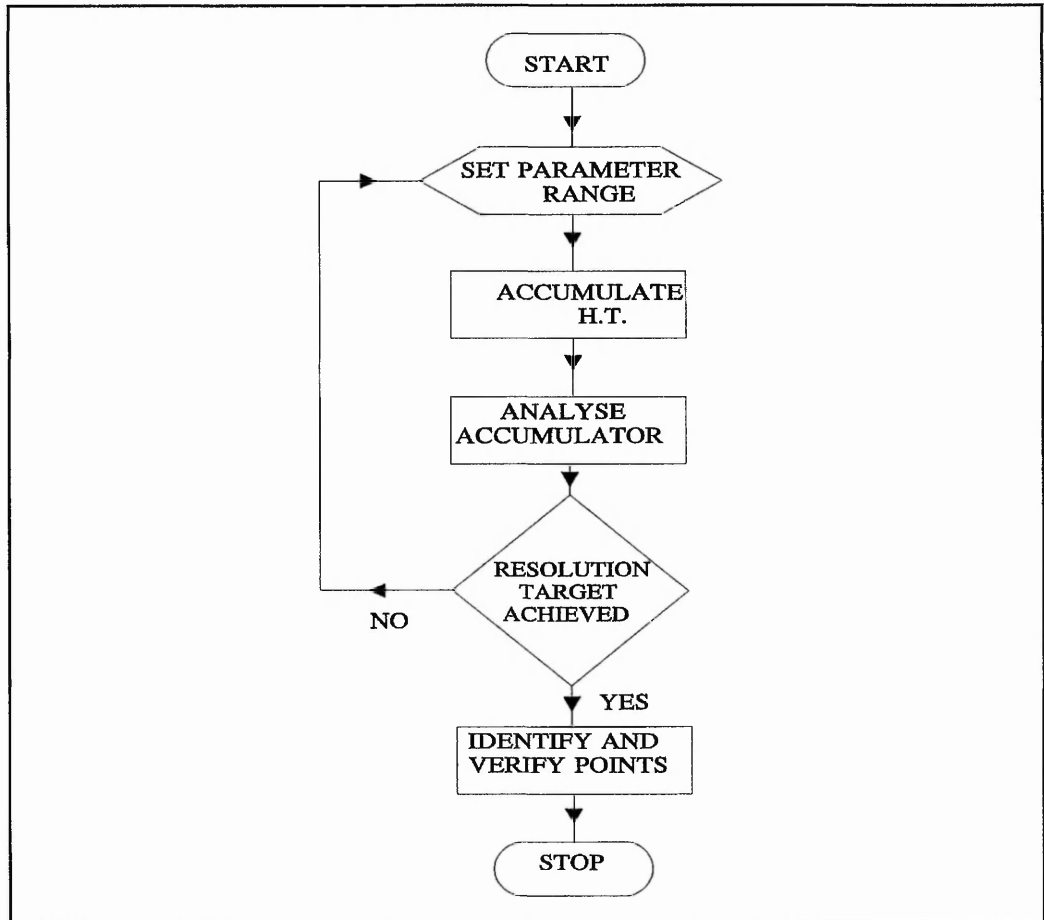 START
SET PARAMETER
RANGE
ACCUMULATE
H.T.
ANALYSE
ACCUMULATOR
RESOLUTION
TARGET
ACHIEVED
NO
YES
IDENTIFY AND
VERIFY POINTS
STOP